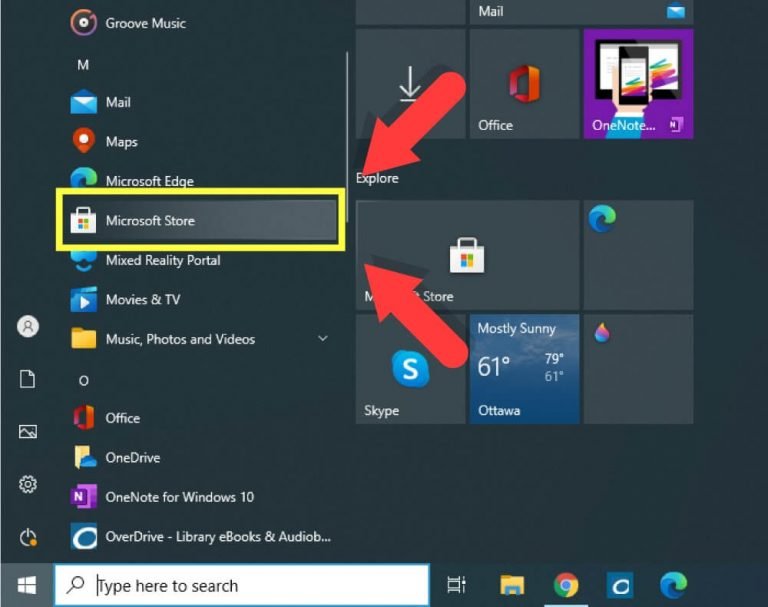 Groove Music
M
Mail
Maps
Microsoft Edge
Microsoft Store
Mixed Reality Portal
Movies & TV
Music, Photos and Videos
O
Office
OneDrive
OneNote for Windows 10
OverDrive - Library eBooks & Audiob...
Mail
Office
OneNote...
Explore
Store
Skype
Mostly Sunny
61° 79°
61°
Ottawa
Type here to search